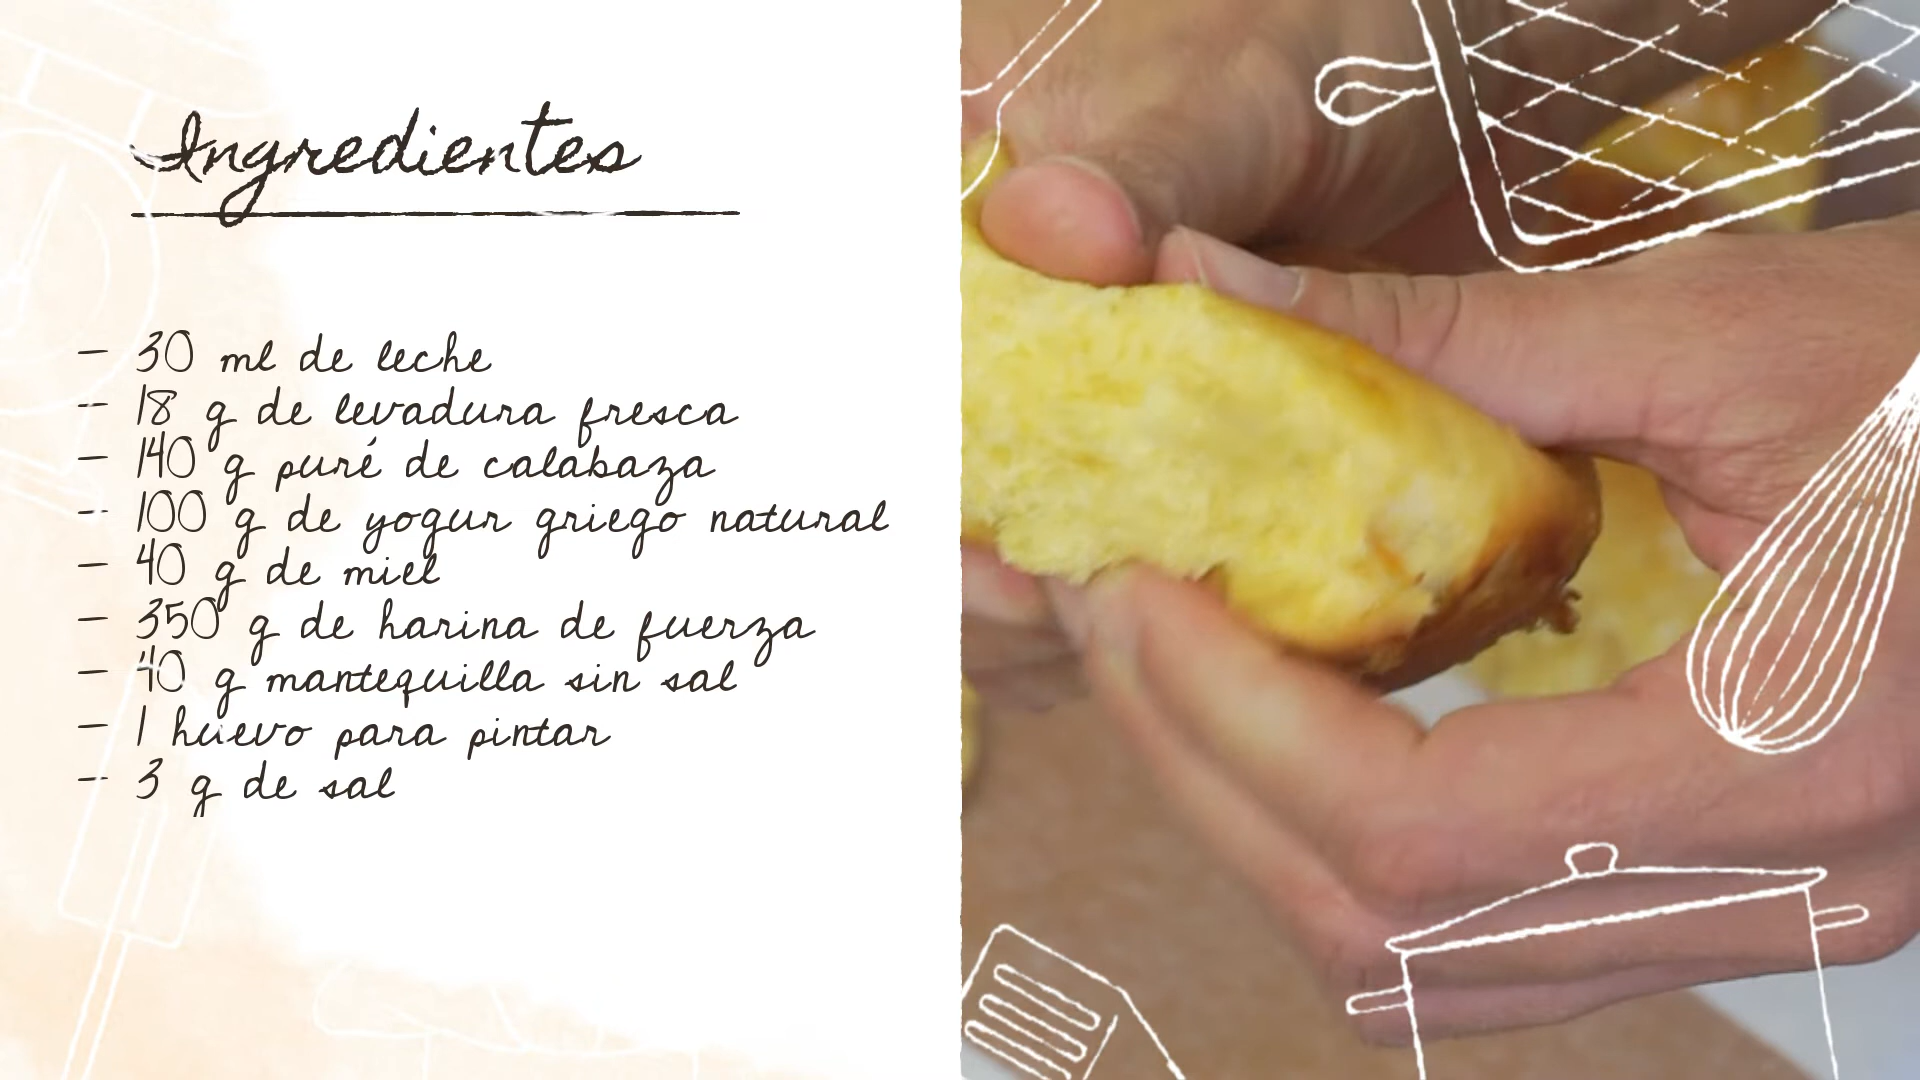 Ingredientes
- 30 ml de leche
- 18 g de levadura fresca
- 140 g puré de calabaza
- 100 g de yogur griego natural
- 40 g de miel
- 350 g de harina de fuerza
- 40 g mantequilla sin sal
- 1 huevo para pintar
- 3 g de sal